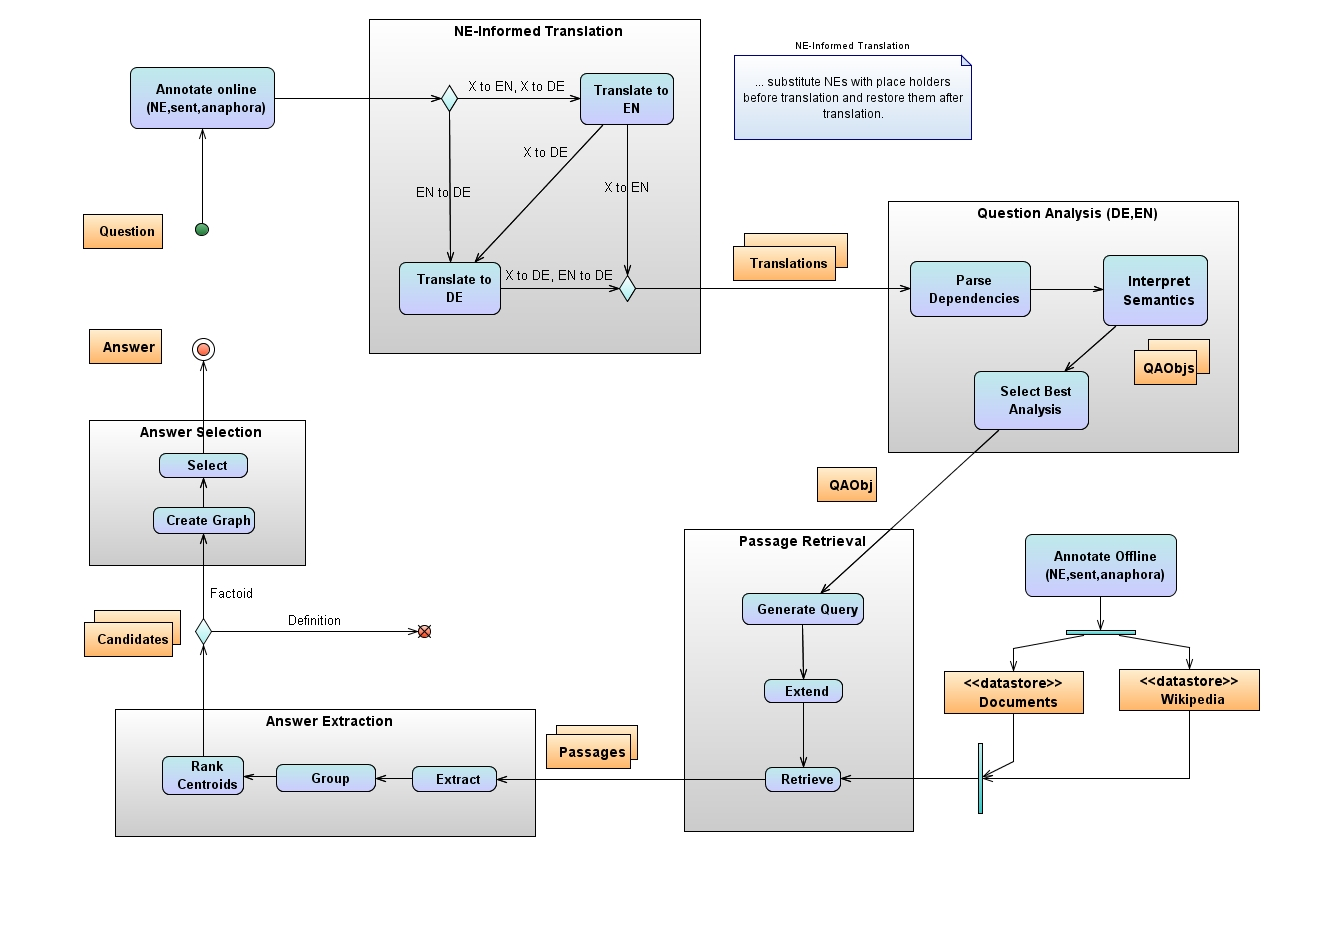 NE-Informed Translation
NE-Informed Translation
Annotate online
(NE,sent,anaphora)
X to EN, X to DE
Translate to
EN
... substitute NEs with place holders
before translation and restore them after
translation.
X to DE
EN to DE
X to EN
Question
Question Analysis (DE,EN)
Translations
Translate to
DE
X to DE, EN to DE
Parse
Dependencies
Interpret
Semantics
Answer
QAObjs
Select Best
Analysis
Answer Selection
Select
QAObj
Create Graph
Passage Retrieval
Annotate Offline
(NE,sent,anaphora)
Factoid
Generate Query
Definition
Candidates
<<datastore>>
Documents
<<datastore>>
Wikipedia
Extend
Answer Extraction
Passages
Rank
Centroids
Group
Extract
Retrieve